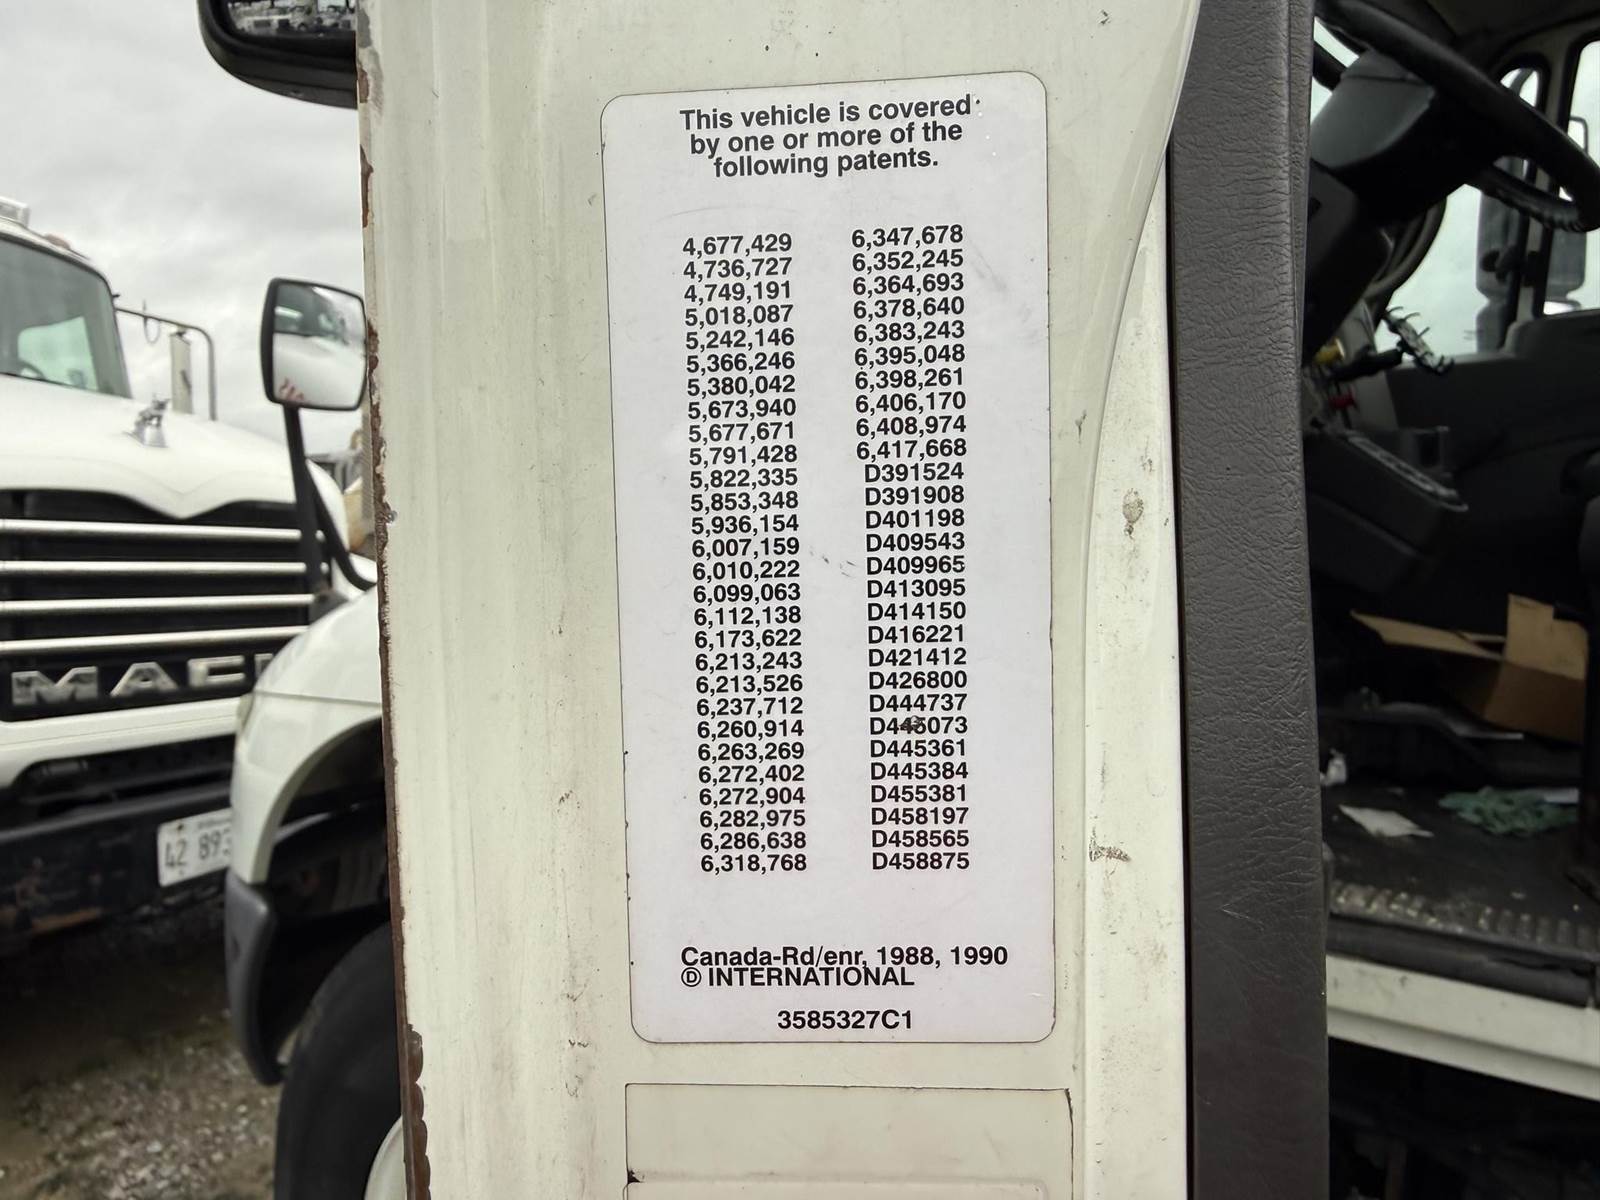 This vehicle is covered
by one or more of the
following patents.
4,677,429
4,736,727
4,749,191
5,018,087
5,242,146
5,366,246
5,380,042
5,673,940
5,677,671
5,791,428
5,822,335
5,853,348
5,936,154
6,007,159
6,010,222
6,099,063
6,112,138
6,173,622
6,213,243
6,213,526
6,237,712
6,260,914
6,263,269
6,272,402
6,272,904
6,282,975
6,286,638
6,318,768
6,347,678
6,352,245
6,364,693
6,378,640
6,383,243
6,395,048
6,398,261
6,406,170
6,408,974
6,417,668
D391524
D391908
D401198
D409543
D409965
D413095
D414150
D416221
D421412
D426800
D444737
D445073
D445361
D445384
D455381
D458197
D458565
D458875
Canada-Rd/enr, 1988, 1990
Ⓓ INTERNATIONAL
3585327C1
MAC
42 893